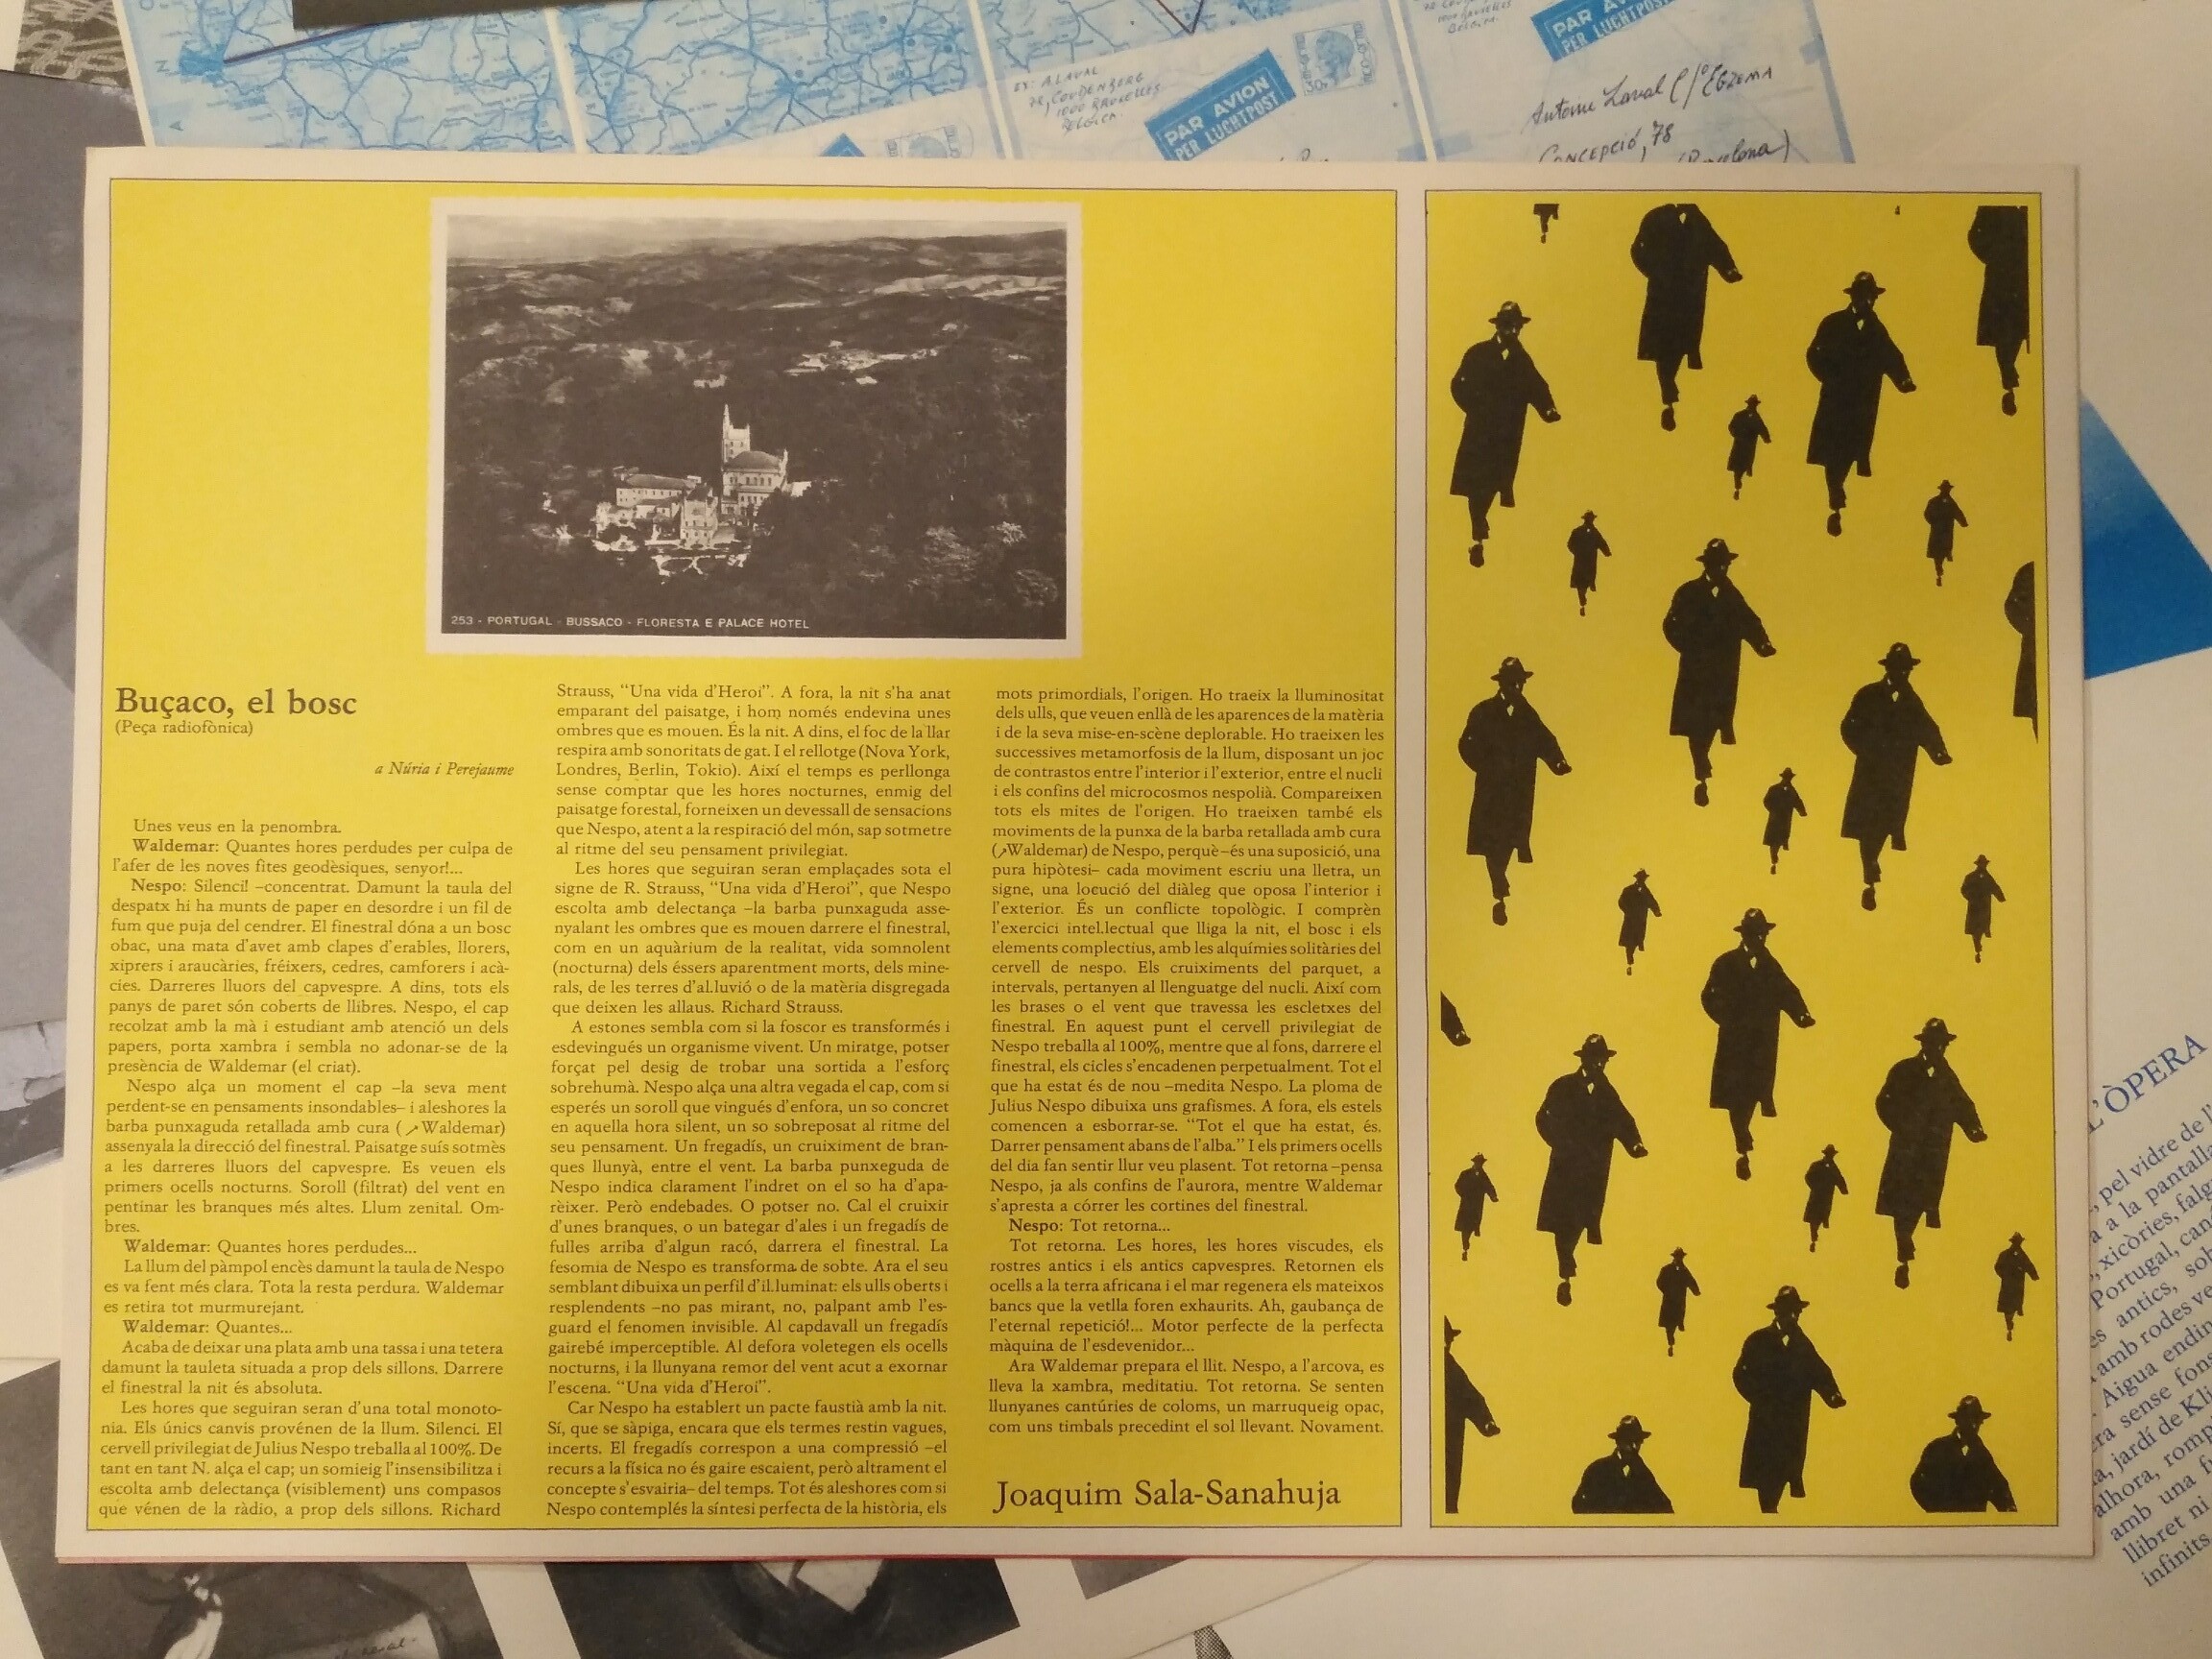 EX: A. LAVAL
72, COUDENBERG
1000 BRUXELLES
BELGICA.
PAR AVION
PER LUCHTPOST
30F
1000 BRUXELLES
BELGICA.
PAR AVION
PER LUCHTPOST
Antoine Laval C/º EGZEMA
CONCEPCIÓ, 78
(Barcelona)
253 - PORTUGAL - BUSSACO - FLORESTA E PALACE HOTEL
Buçaco, el bosc
(Peça radiofònica)
a Núria i Perejaume
Unes veus en la penombra.
Waldemar: Quantes hores perdudes per culpa de
l'afer de les noves fites geodèsiques, senyor!...
Nespo: Silenci! –concentrat. Damunt la taula del
despatx hi ha munts de paper en desordre i un fil de
fum que puja del cendrer. El finestral dóna a un bosc
obac, una mata d'avet amb clapes d'erables, llorers,
xiprers i araucàries, fréixers, cedres, camforers i acà-
cies. Darreres lluors del capvespre. A dins, tots els
panys de paret són coberts de llibres. Nespo, el cap
recolzat amb la mà i estudiant amb atenció un dels
papers, porta xambra i sembla no adonar-se de la
presència de Waldemar (el criat).
Nespo alça un moment el cap –la seva ment
perdent-se en pensaments insondables– i aleshores la
barba punxaguda retallada amb cura (↗Waldemar)
assenyala la direcció del finestral. Paisatge suís sotmès
a les darreres lluors del capvespre. Es veuen els
primers ocells nocturns. Soroll (filtrat) del vent en
pentinar les branques més altes. Llum zenital. Om-
bres.
Waldemar: Quantes hores perdudes...
La llum del pàmpol encès damunt la taula de Nespo
es va fent més clara. Tota la resta perdura. Waldemar
es retira tot murmurejant.
Waldemar: Quantes...
Acaba de deixar una plata amb una tassa i una tetera
damunt la tauleta situada a prop dels sillons. Darrere
el finestral la nit és absoluta.
Les hores que seguiran seran d'una total monoto-
nia. Els únics canvis provénen de la llum. Silenci. El
cervell privilegiat de Julius Nespo treballa al 100%. De
tant en tant N. alça el cap; un somieig l'insensibilitza i
escolta amb delectança (visiblement) uns compasos
que vénen de la ràdio, a prop dels sillons. Richard
Strauss, "Una vida d'Heroi". A fora, la nit s'ha anat
emparant del paisatge, i hom només endevina unes
ombres que es mouen. És la nit. A dins, el foc de la llar
respira amb sonoritats de gat. I el rellotge (Nova York,
Londres, Berlin, Tokio). Així el temps es perllonga
sense comptar que les hores nocturnes, enmig del
paisatge forestal, forneixen un devessall de sensacions
que Nespo, atent a la respiració del món, sap sotmetre
al ritme del seu pensament privilegiat.
Les hores que seguiran seran emplaçades sota el
signe de R. Strauss, "Una vida d'Heroi", que Nespo
escolta amb delectança –la barba punxaguda asse-
nyalant les ombres que es mouen darrere el finestral,
com en un aquàrium de la realitat, vida somnolent
(nocturna) dels éssers aparentment morts, dels mine-
rals, de les terres d'al.luvió o de la matèria disgregada
que deixen les allaus. Richard Strauss.
A estones sembla com si la foscor es transformés i
esdevingués un organisme vivent. Un miratge, potser
forçat pel desig de trobar una sortida a l'esforç
sobrehumà. Nespo alça una altra vegada el cap, com si
esperés un soroll que vingués d'enfora, un so concret
en aquella hora silent, un so sobreposat al ritme del
seu pensament. Un fregadís, un cruiximent de bran-
ques llunyà, entre el vent. La barba punxeguda de
Nespo indica clarament l'indret on el so ha d'apa-
rèixer. Però endebades. O potser no. Cal el cruixir
d'unes branques, o un bategar d'ales i un fregadís de
fulles arriba d'algun racó, darrera el finestral. La
fesomia de Nespo es transforma de sobte. Ara el seu
semblant dibuixa un perfil d'il.luminat: els ulls oberts i
resplendents –no pas mirant, no, palpant amb l'es-
guard el fenomen invisible. Al capdavall un fregadís
gairebé imperceptible. Al defora voletegen els ocells
nocturns, i la llunyana remor del vent acut a exornar
l'escena. "Una vida d'Heroi".
Car Nespo ha establert un pacte faustià amb la nit.
Sí, que se sàpiga, encara que els termes restin vagues,
incerts. El fregadís correspon a una compressió –el
recurs a la física no és gaire escaient, però altrament el
concepte s'esvairia– del temps. Tot és aleshores com si
Nespo contemplés la síntesi perfecta de la història, els
mots primordials, l'origen. Ho traeix la lluminositat
dels ulls, que veuen enllà de les aparences de la matèria
i de la seva mise-en-scène deplorable. Ho traeixen les
successives metamorfosis de la llum, disposant un joc
de contrastos entre l'interior i l'exterior, entre el nucli
i els confins del microcosmos nespolià. Compareixen
tots els mites de l'origen. Ho traeixen també els
moviments de la punxa de la barba retallada amb cura
(↗Waldemar) de Nespo, perquè –és una suposició, una
pura hipòtesi– cada moviment escriu una lletra, un
signe, una locució del diàleg que oposa l'interior i
l'exterior. És un conflicte topològic. I comprèn
l'exercici intel.lectual que lliga la nit, el bosc i els
elements complectius, amb les alquímies solitàries del
cervell de nespo. Els cruiximents del parquet, a
intervals, pertanyen al llenguatge del nucli. Així com
les brases o el vent que travessa les escletxes del
finestral. En aquest punt el cervell privilegiat de
Nespo treballa al 100%, mentre que al fons, darrere el
finestral, els cicles s'encadenen perpetualment. Tot el
que ha estat és de nou –medita Nespo. La ploma de
Julius Nespo dibuixa uns grafismes. A fora, els estels
comencen a esborrar-se. "Tot el que ha estat, és.
Darrer pensament abans de l'alba." I els primers ocells
del dia fan sentir llur veu plasent. Tot retorna –pensa
Nespo, ja als confins de l'aurora, mentre Waldemar
s'apresta a córrer les cortines del finestral.
Nespo: Tot retorna...
Tot retorna. Les hores, les hores viscudes, els
rostres antics i els antics capvespres. Retornen els
ocells a la terra africana i el mar regenera els mateixos
bancs que la vetlla foren exhaurits. Ah, gaubança de
l'eternal repetició!... Motor perfecte de la perfecta
màquina de l'esdevenidor...
Ara Waldemar prepara el llit. Nespo, a l'arcova, es
lleva la xambra, meditatiu. Tot retorna. Se senten
llunyanes cantúries de coloms, un marruqueig opac,
com uns timbals precedint el sol llevant. Novament.
Joaquim Sala-Sanahuja
L'ÒPERA
pel vidre de l'
a la pantalla
xicòries, falg
Portugal, can
es antics, sol
amb rodes ve
Aigua endin
sense fons
jardí de Kli
alhora, romp
amb una f
llibret ni
infinits